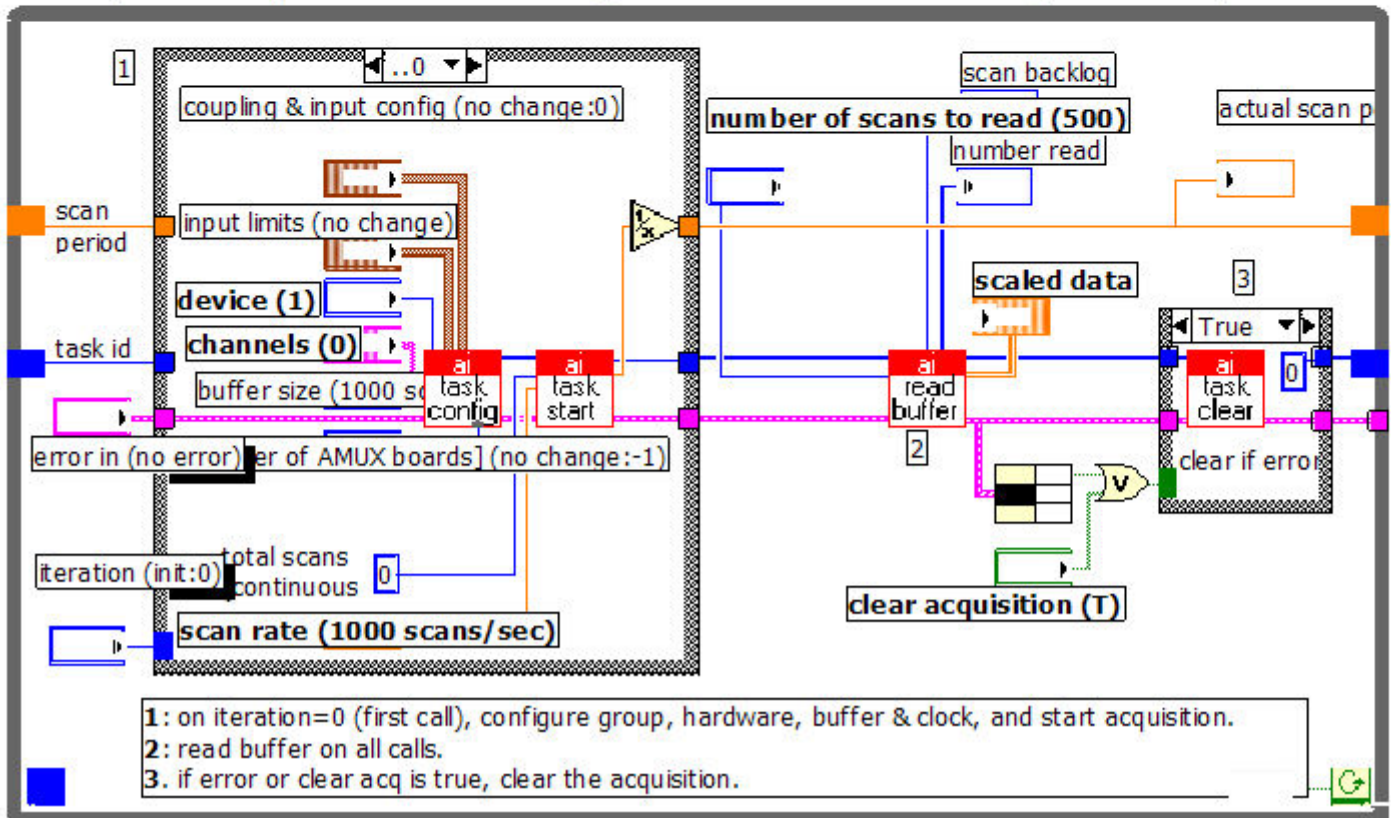 1
..0
coupling & input config (no change:0)
scan backlog
number of scans to read (500)
actual scan
number read
scan
period
input limits (no change)
1/x
device (1)
scaled data
3
True
task id
channels (0)
ai
task
config
ai
task
start
ai
read
buffer
ai
task
clear
0
buffer size (1000
2
error in (no error)
er of AMUX boards] (no change:-1)
clear if error
V
iteration (init:0)
total scans
continuous
0
clear acquisition (T)
scan rate (1000 scans/sec)
1: on iteration=0 (first call), configure group, hardware, buffer & clock, and start acquisition.
2: read buffer on all calls.
3. if error or clear acq is true, clear the acquisition.